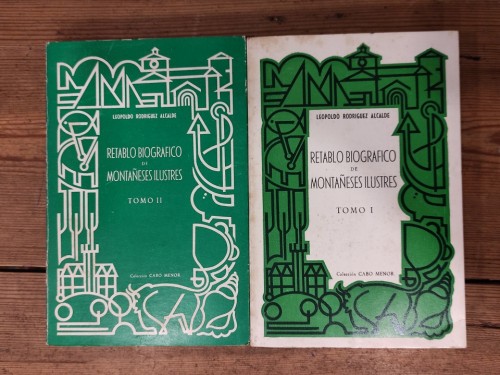 LEOPOLDO RODRIGUEZ ALCALDE
RETABLO BIOGRAFICO
DE
MONTAÑESES ILUSTRES
TOMO II
Colección CABO MENOR
LEOPOLDO RODRIGUEZ ALCALDE
RETABLO BIOGRAFICO
DE
MONTAÑESES ILUSTRES
TOMO I
Colección CABO MENOR